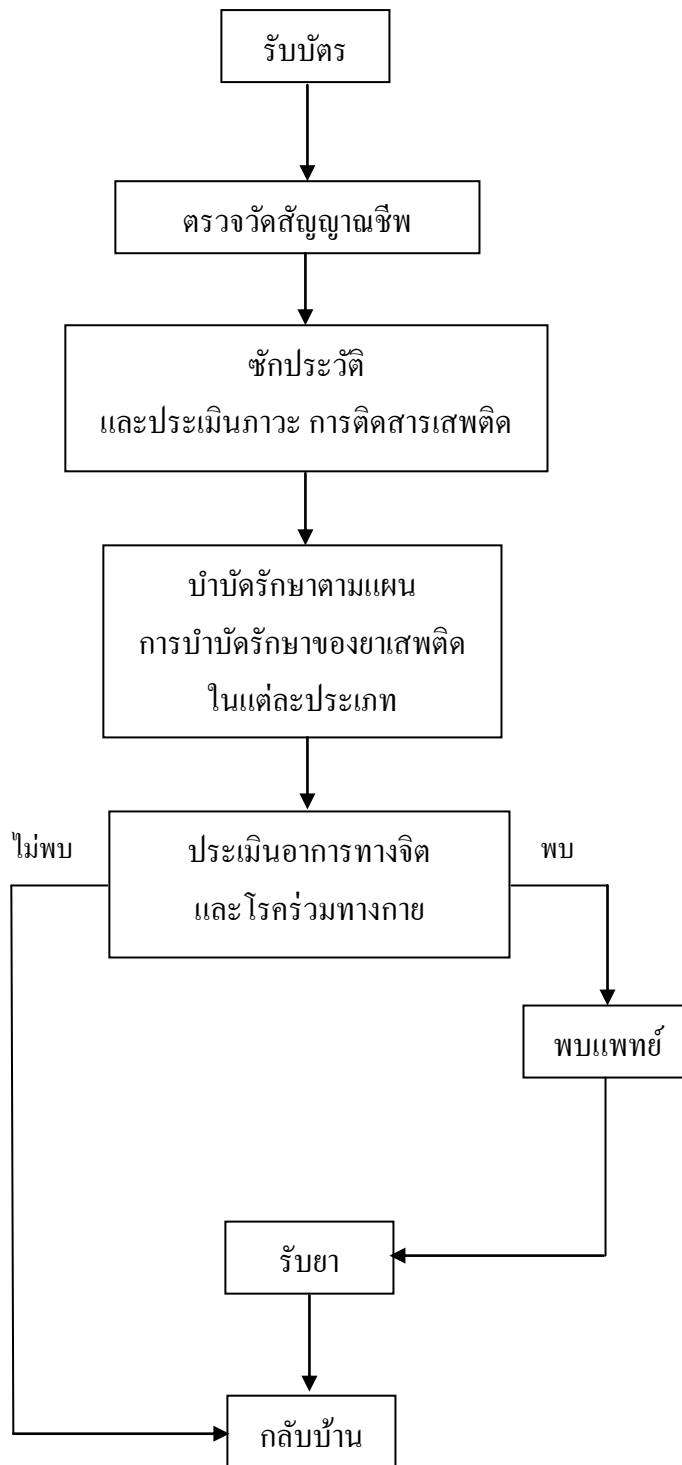 รับบัตร
ตรวจวัดสัญญาณชีพ
ซักประวัติ
และประเมินภาวะ การติดสารเสพติด
บำบัดรักษาตามแผน
การบำบัดรักษาของยาเสพติด
ในแต่ละประเภท
ไม่พบ
ประเมินอาการทางจิต
และโรคร่วมทางกาย
พบ
พบแพทย์
รับยา
กลับบ้าน